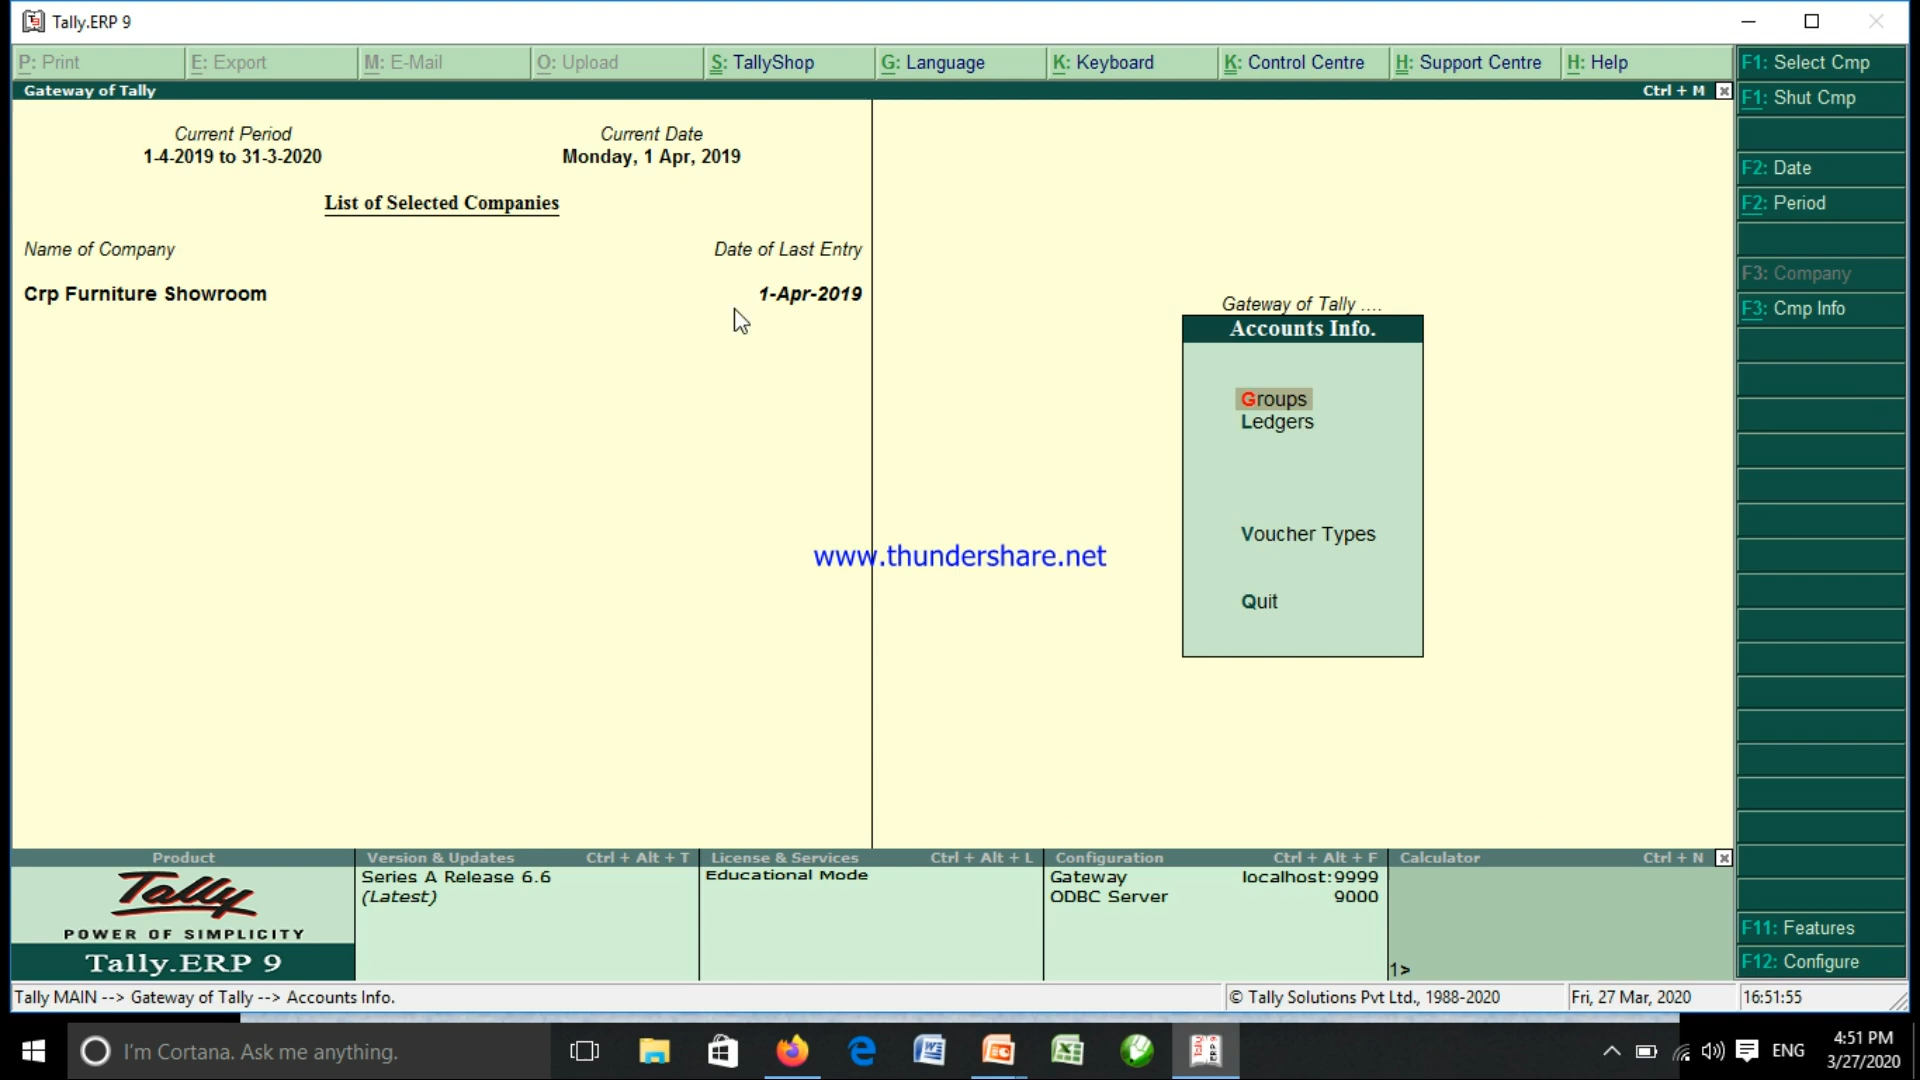 Tally.ERP 9
P: Print
E: Export
M: E-Mail
O: Upload
S: TallyShop
G: Language
K: Keyboard
K: Control Centre
H: Support Centre
H: Help
Gateway of Tally
Ctrl + M
Current Period
1-4-2019 to 31-3-2020
Current Date
Monday, 1 Apr, 2019
List of Selected Companies
Name of Company
Date of Last Entry
Crp Furniture Showroom
1-Apr-2019
Gateway of Tally ....
Accounts Info.
Groups
Ledgers
Voucher Types
Quit
www.thundershare.net
F1: Select Cmp
F1: Shut Cmp
F2: Date
F2: Period
F3: Company
F3: Cmp Info
F11: Features
F12: Configure
Product
Tally
POWER OF SIMPLICITY
Tally.ERP 9
Version & Updates
Ctrl + Alt + T
Series A Release 6.6
(Latest)
License & Services
Ctrl + Alt + L
Educational Mode
Configuration
Ctrl + Alt + F
Gateway
localhost:9999
ODBC Server
9000
Calculator
Ctrl + N
1>
Tally MAIN --> Gateway of Tally --> Accounts Info.
© Tally Solutions Pvt Ltd., 1988-2020
Fri, 27 Mar, 2020
16:51:55
I'm Cortana. Ask me anything.
ENG
4:51 PM
3/27/2020